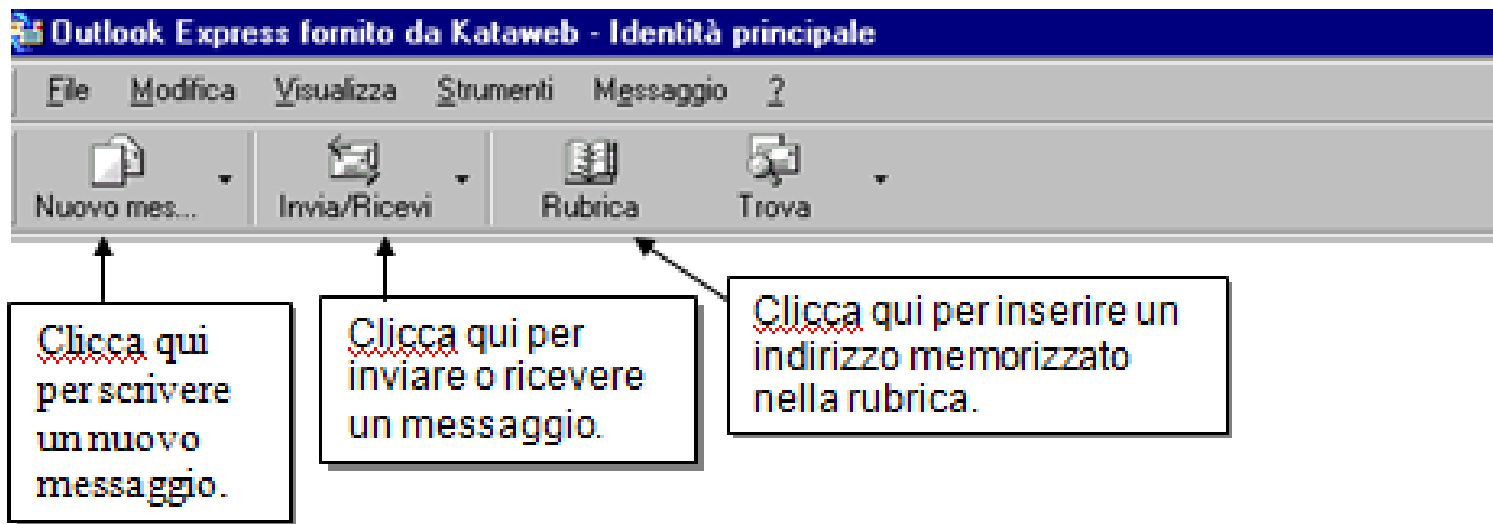 Outlook Express fornito da Kataweb - Identità principale
File Modifica Visualizza Strumenti Messaggio ?
Nuovo mes... Invia/Ricevi Rubrica Trova
Clicca qui
per scrivere
un nuovo
messaggio.
Clicca qui per
inviare o ricevere
un messaggio.
Clicca qui per inserire un
indirizzo memorizzato
nella rubrica.